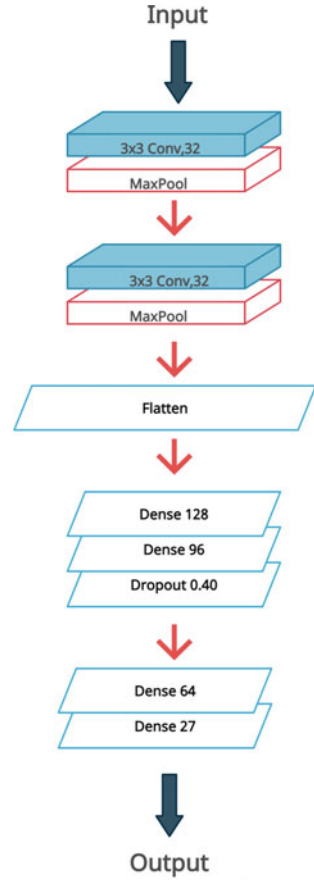 Input
3x3 Conv,32
MaxPool
3x3 Conv,32
MaxPool
Flatten
Dense 128
Dense 96
Dropout 0.40
Dense 64
Dense 27
Output